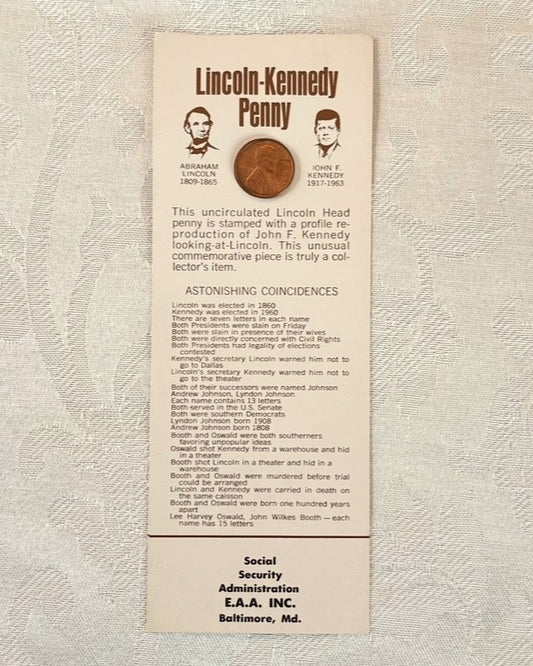 Lincoln-Kennedy
Penny
ABRAHAM
LINCOLN
1809-1865
JOHN F.
KENNEDY
1917-1963
This uncirculated Lincoln Head
penny is stamped with a profile re-
production of John F. Kennedy
looking-at-Lincoln. This unusual
commemorative piece is truly a col-
lector's item.
ASTONISHING COINCIDENCES
Lincoln was elected in 1860
Kennedy was elected in 1960
There are seven letters in each name
Both Presidents were slain on Friday
Both were slain in presence of their wives
Both were directly concerned with Civil Rights
Both Presidents had legality of elections
contested
Kennedy's secretary Lincoln warned him not to
go to Dallas
Lincoln's secretary Kennedy warned him not to
go to the theater
Both of their successors were named Johnson
Andrew Johnson, Lyndon Johnson
Each name contains 13 letters
Both served in the U.S. Senate
Both were southern Democrats
Lyndon Johnson born 1908
Andrew Johnson born 1808
Booth and Oswald were both southerners
favoring unpopular ideas
Oswald shot Kennedy from a warehouse and hid
in a theater
Booth shot Lincoln in a theater and hid in a
warehouse
Booth and Oswald were murdered before trial
could be arranged
Lincoln and Kennedy were carried in death on
the same caisson
Booth and Oswald were born one hundred years
apart
Lee Harvey Oswald, John Wilkes Booth — each
name has 15 letters
Social
Security
Administration
E.A.A. INC.
Baltimore, Md.